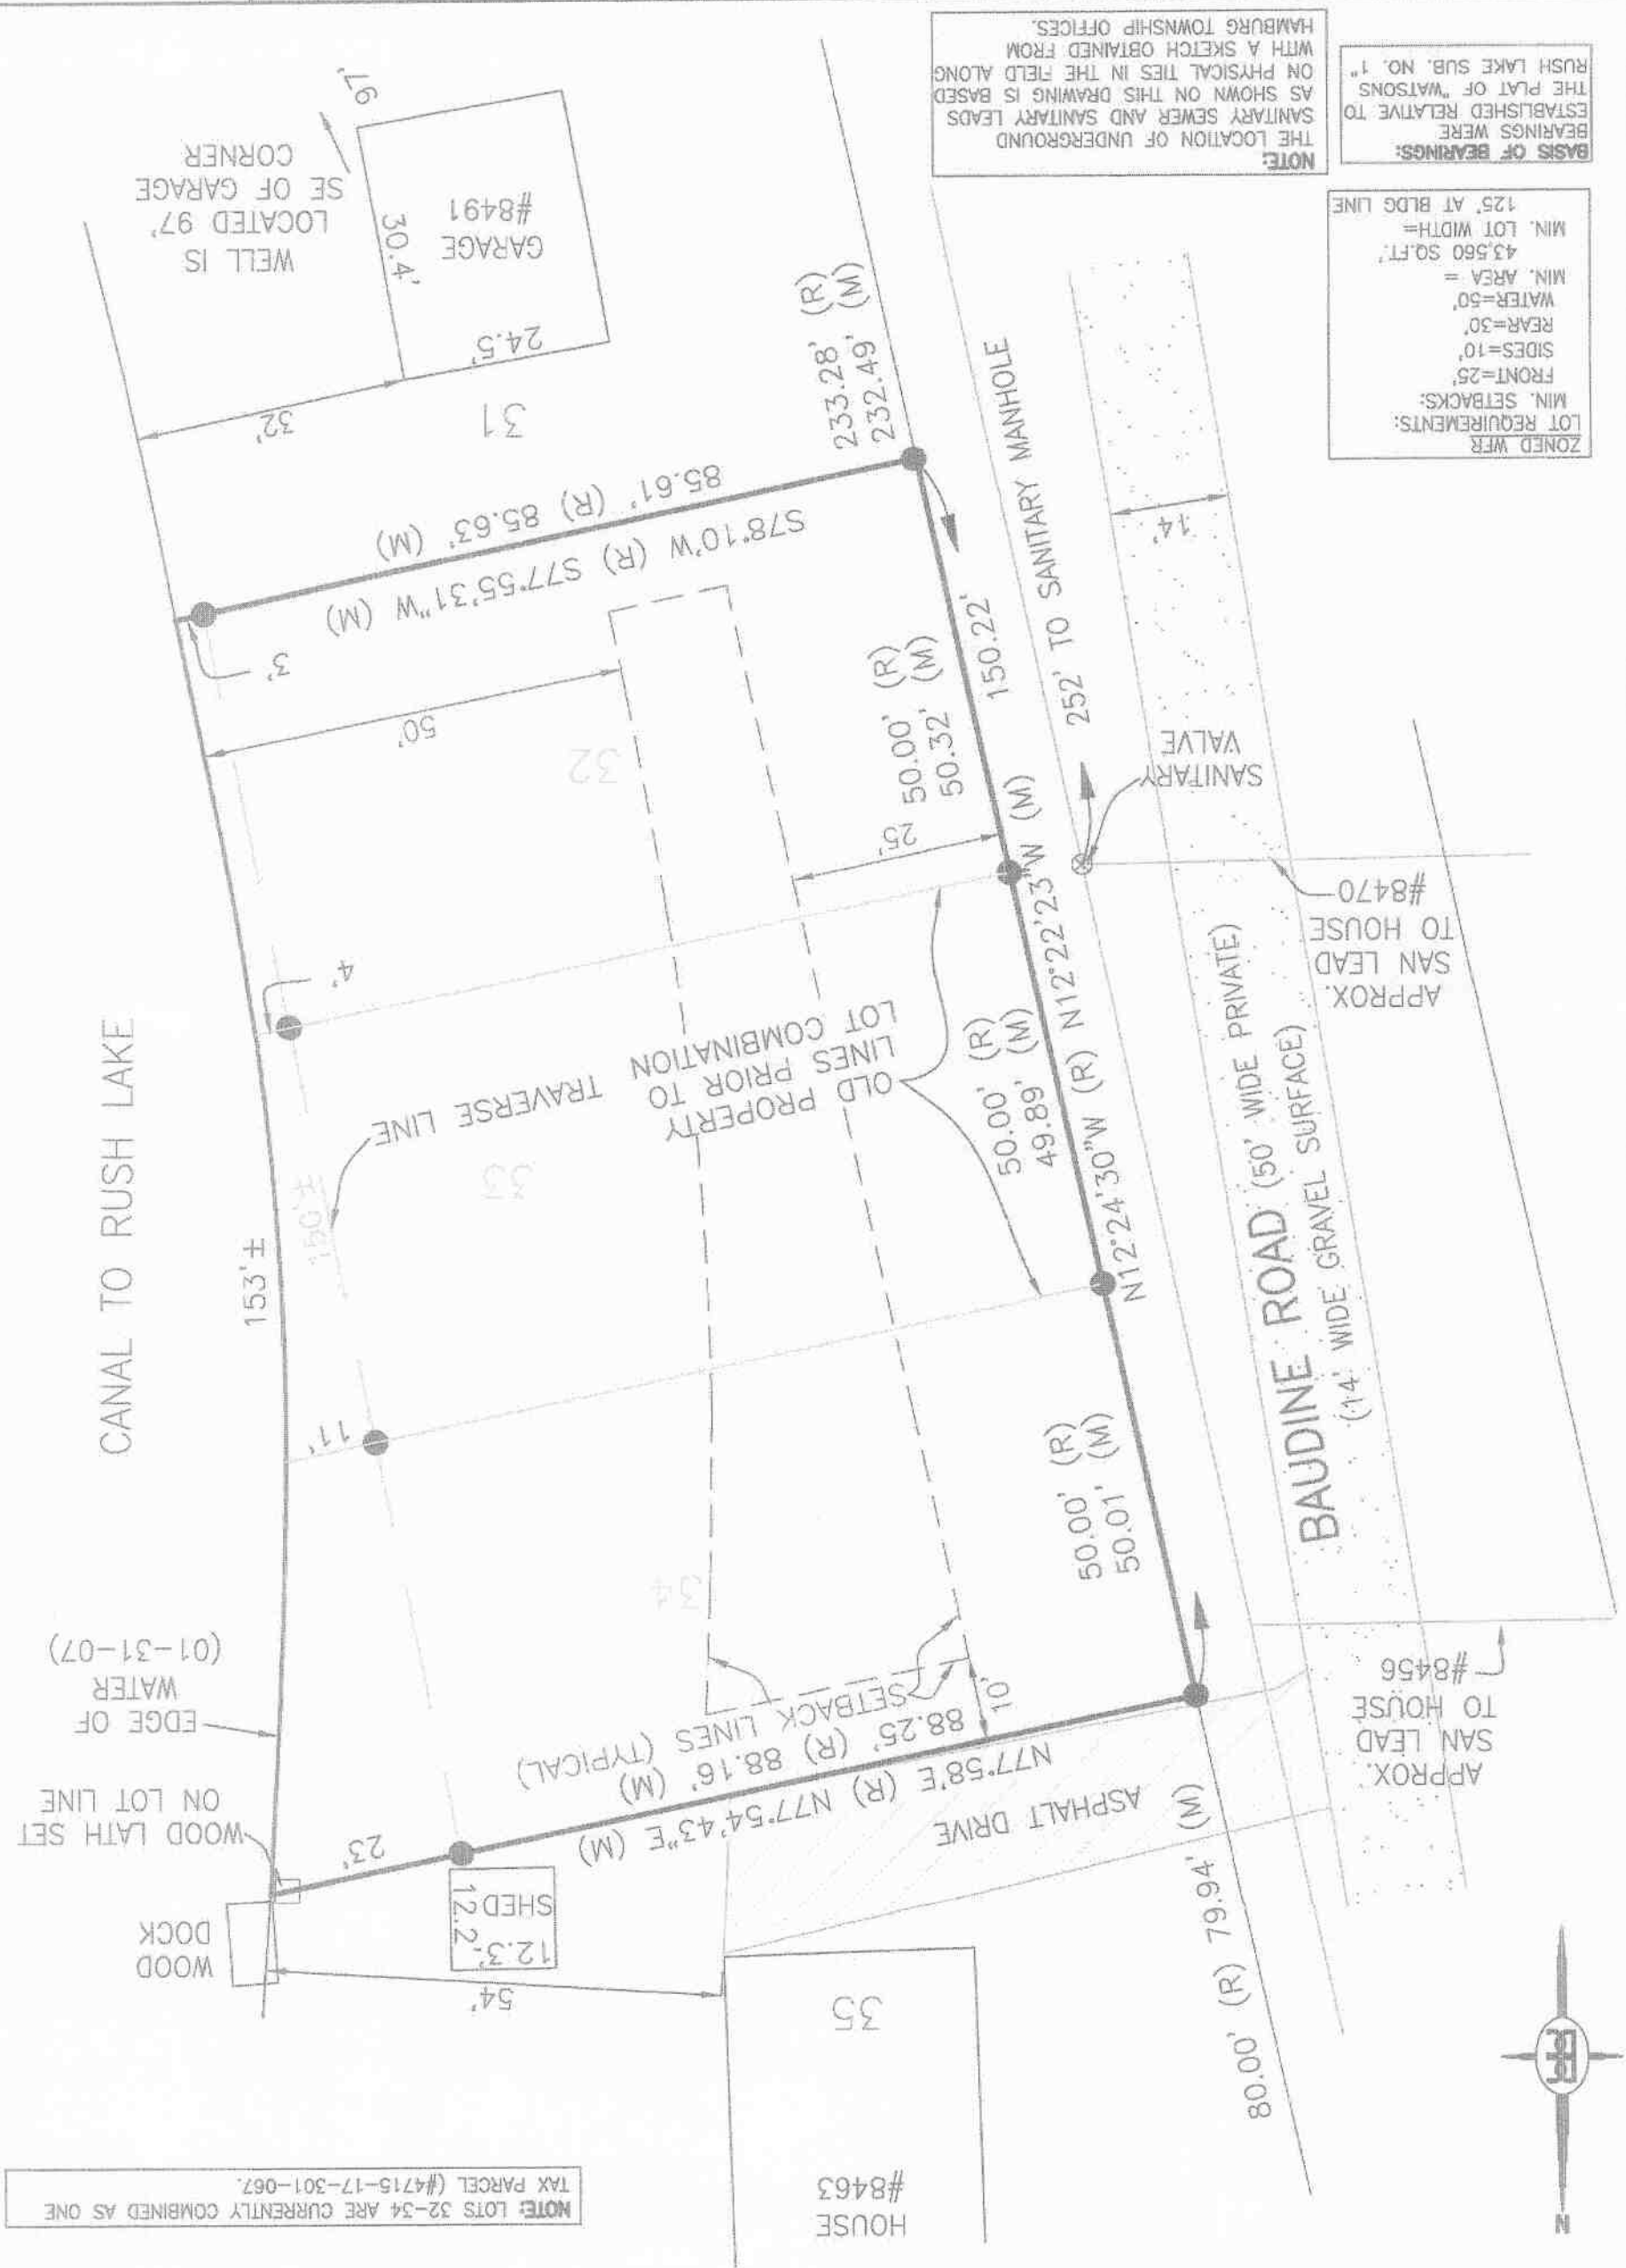 NOTE: LOTS 32-34 ARE CURRENTLY COMBINED AS ONE
TAX PARCEL (#4715-17-301-067.
N
HOUSE
#8463
35
80.00' (R) 79.94' (M)
WOOD
DOCK
54'
SHED
12.3'
12.2'
23'
WOOD LATH SET
ON LOT LINE
EDGE OF
WATER
(01-31-07)
ASPHALT DRIVE
N77°58'E (R) N77°54'43"E (M)
88.25' (R) 88.16' (M)
SETBACK LINES (TYPICAL)
10'
APPROX.
SAN LEAD
TO HOUSE
#8456
34
50.00' (R)
50.01' (M)
11'
BAUDINE ROAD (50' WIDE PRIVATE)
(14' WIDE GRAVEL SURFACE)
CANAL TO RUSH LAKE
153'±
150'±
33
TRAVERSE LINE
OLD PROPERTY
LINES PRIOR TO
LOT COMBINATION
50.00' (R)
49.89' (M)
N12°24'30"W (R) N12°22'23"W (M)
4'
APPROX.
SAN LEAD
TO HOUSE
#8470
SANITARY
VALVE
25'
32
50'
50.00' (R)
50.32' (M)
150.22'
252' TO SANITARY MANHOLE
3'
S78°10'W (R) S77°55'31"W (M)
85.61' (R) 85.63' (M)
14'
233.28' (R)
232.49' (M)
31
32'
24.5'
30.4'
GARAGE
#8491
WELL IS
LOCATED 97'
SE OF GARAGE
CORNER
97'
ZONED WFR
LOT REQUIREMENTS:
MIN. SETBACKS:
FRONT=25'
SIDES=10'
REAR=30'
WATER=50'
MIN. AREA =
43,560 SQ.FT.'
MIN. LOT WIDTH=
125' AT BLDG LINE
BASIS OF BEARINGS:
BEARINGS WERE
ESTABLISHED RELATIVE TO
THE PLAT OF "WATSONS
RUSH LAKE SUB. NO. 1"
NOTE:
THE LOCATION OF UNDERGROUND
SANITARY SEWER AND SANITARY LEADS
AS SHOWN ON THIS DRAWING IS BASED
ON PHYSICAL TIES IN THE FIELD ALONG
WITH A SKETCH OBTAINED FROM
HAMBURG TOWNSHIP OFFICES.